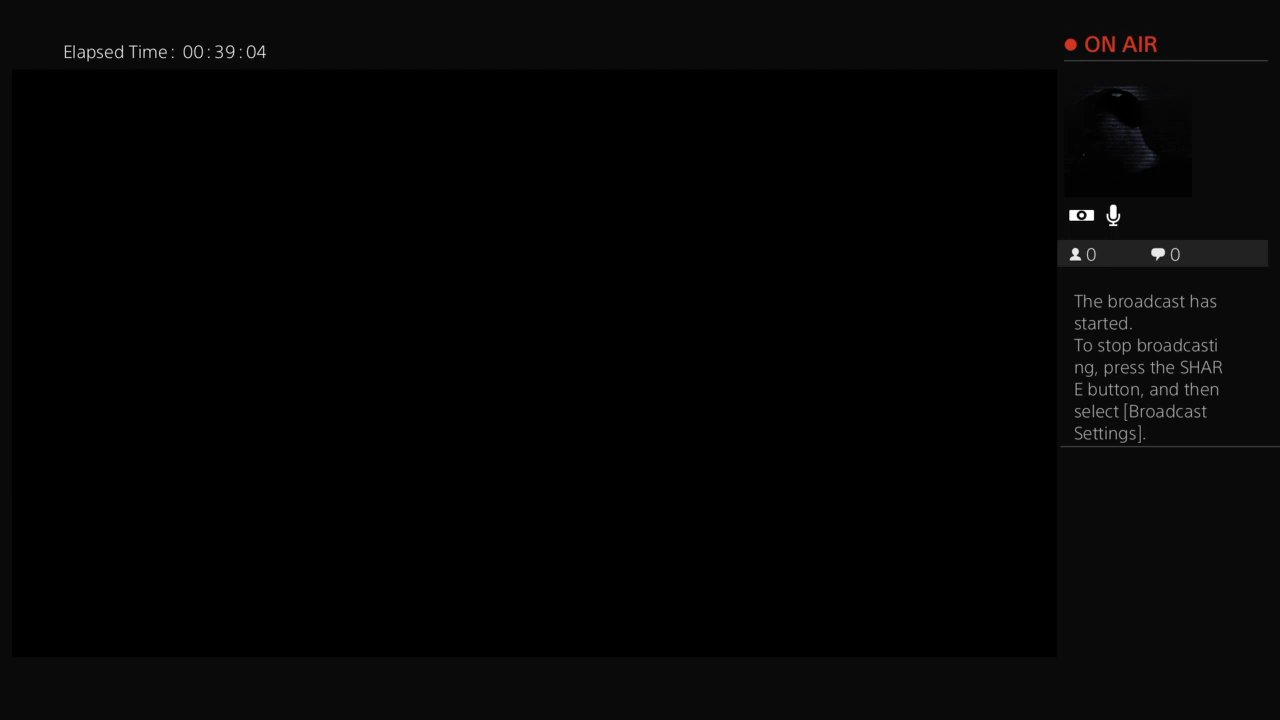 Elapsed Time: 00:39:04
ON AIR
0 0
The broadcast has
started.
To stop broadcasti
ng, press the SHAR
E button, and then
select [Broadcast
Settings].